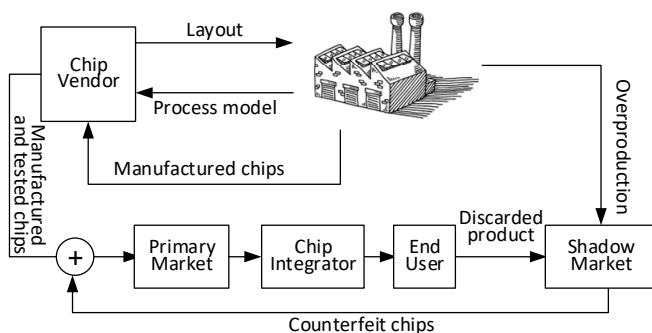 Chip
Vendor
Layout
Process model
Manufactured chips
Manufactured
and tested chips
Overproduction
+
Primary
Market
Chip
Integrator
End
User
Discarded
product
Shadow
Market
Counterfeit chips